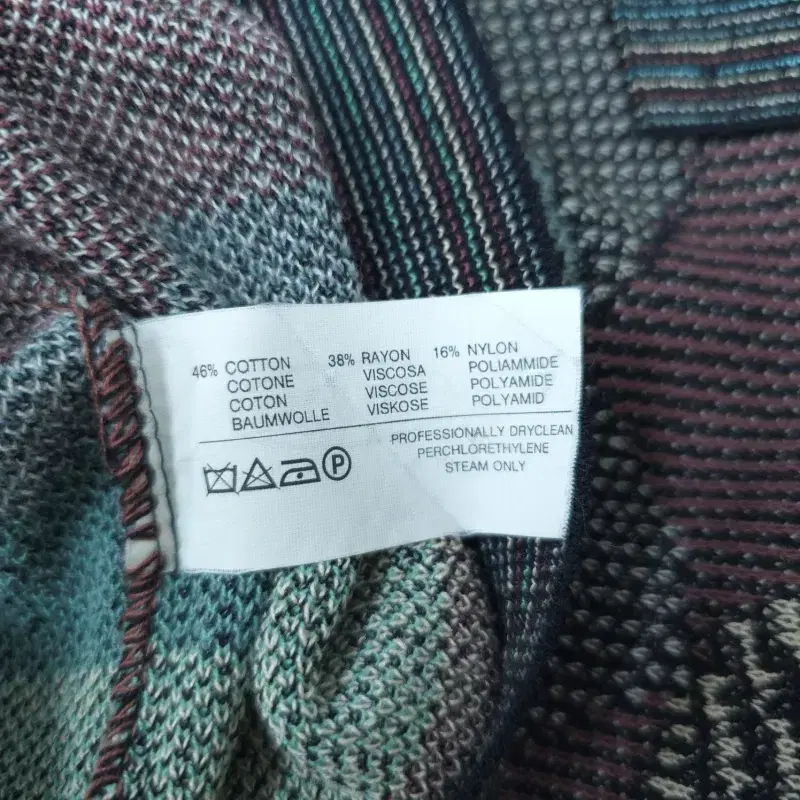 46% COTTON 38% RAYON 16% NYLON
COTONE VISCOSA POLIAMMIDE
COTON VISCOSE POLYAMIDE
BAUMWOLLE VISKOSE POLYAMID
PROFESSIONALLY DRYCLEAN
PERCHLORETHYLENE
STEAM ONLY
P